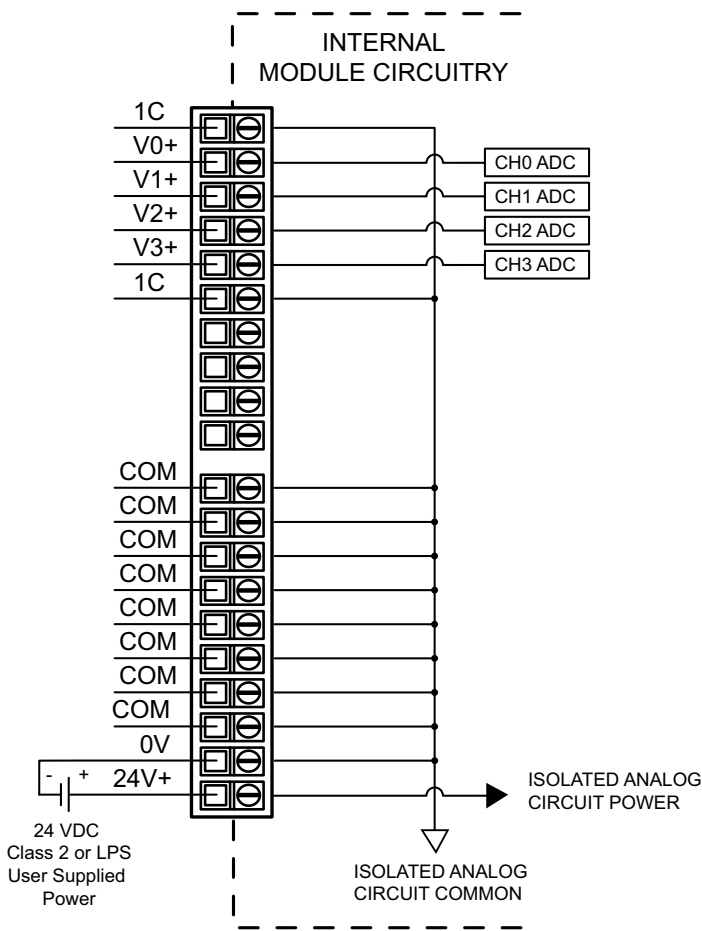 INTERNAL
MODULE CIRCUITRY
1C
V0+
CH0 ADC
V1+
CH1 ADC
V2+
CH2 ADC
V3+
CH3 ADC
1C
COM
COM
COM
COM
COM
COM
COM
COM
0V
- + 24V+
ISOLATED ANALOG
CIRCUIT POWER
24 VDC
Class 2 or LPS
User Supplied
Power
ISOLATED ANALOG
CIRCUIT COMMON